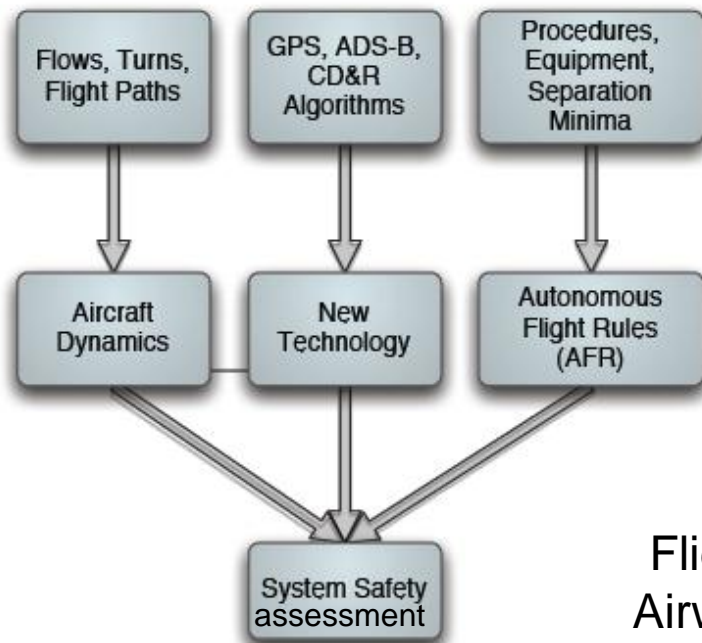 Flows, Turns,
Flight Paths
GPS, ADS-B,
CD&R
Algorithms
Procedures,
Equipment,
Separation
Minima
Aircraft
Dynamics
New
Technology
Autonomous
Flight Rules
(AFR)
System Safety
assessment